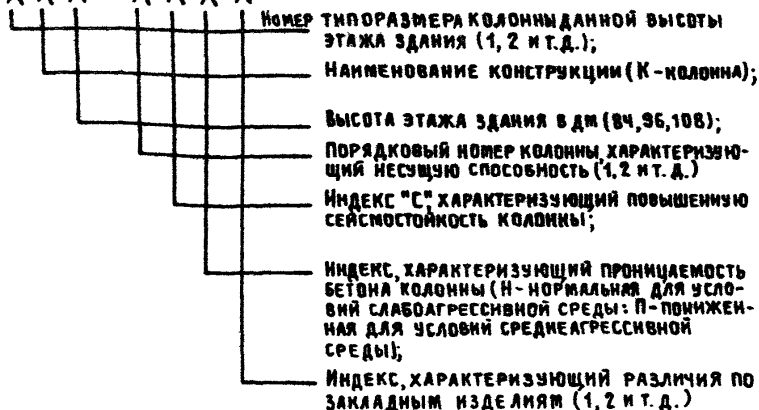 Номер типоразмера колонны данной высоты
этажа здания (1, 2 и т.д.);
Наименование конструкции (К-колонна);
Высота этажа здания в дм (84, 96, 108);
Порядковый номер колонны, характеризую-
щий несущую способность (1, 2 и т.д.)
Индекс "С", характеризующий повышенную
сейсмостойкость колонны;
Индекс, характеризующий проницаемость
бетона колонны (Н-нормальная для усло-
вий слабоагрессивной среды: П-понижен-
ная для условий среднеагрессивной
среды);
Индекс, характеризующий различия по
закладным изделиям (1, 2 и т.д.)